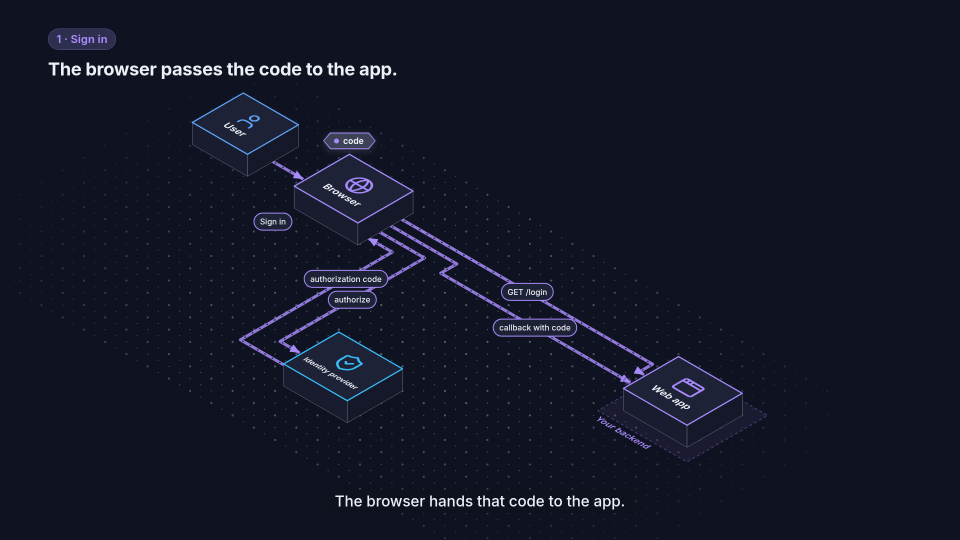 1 · Sign in
The browser passes the code to the app.
User
code
Browser
Sign in
authorization code
authorize
GET /login
callback with code
Identity provider
Web app
Your backend
The browser hands that code to the app.